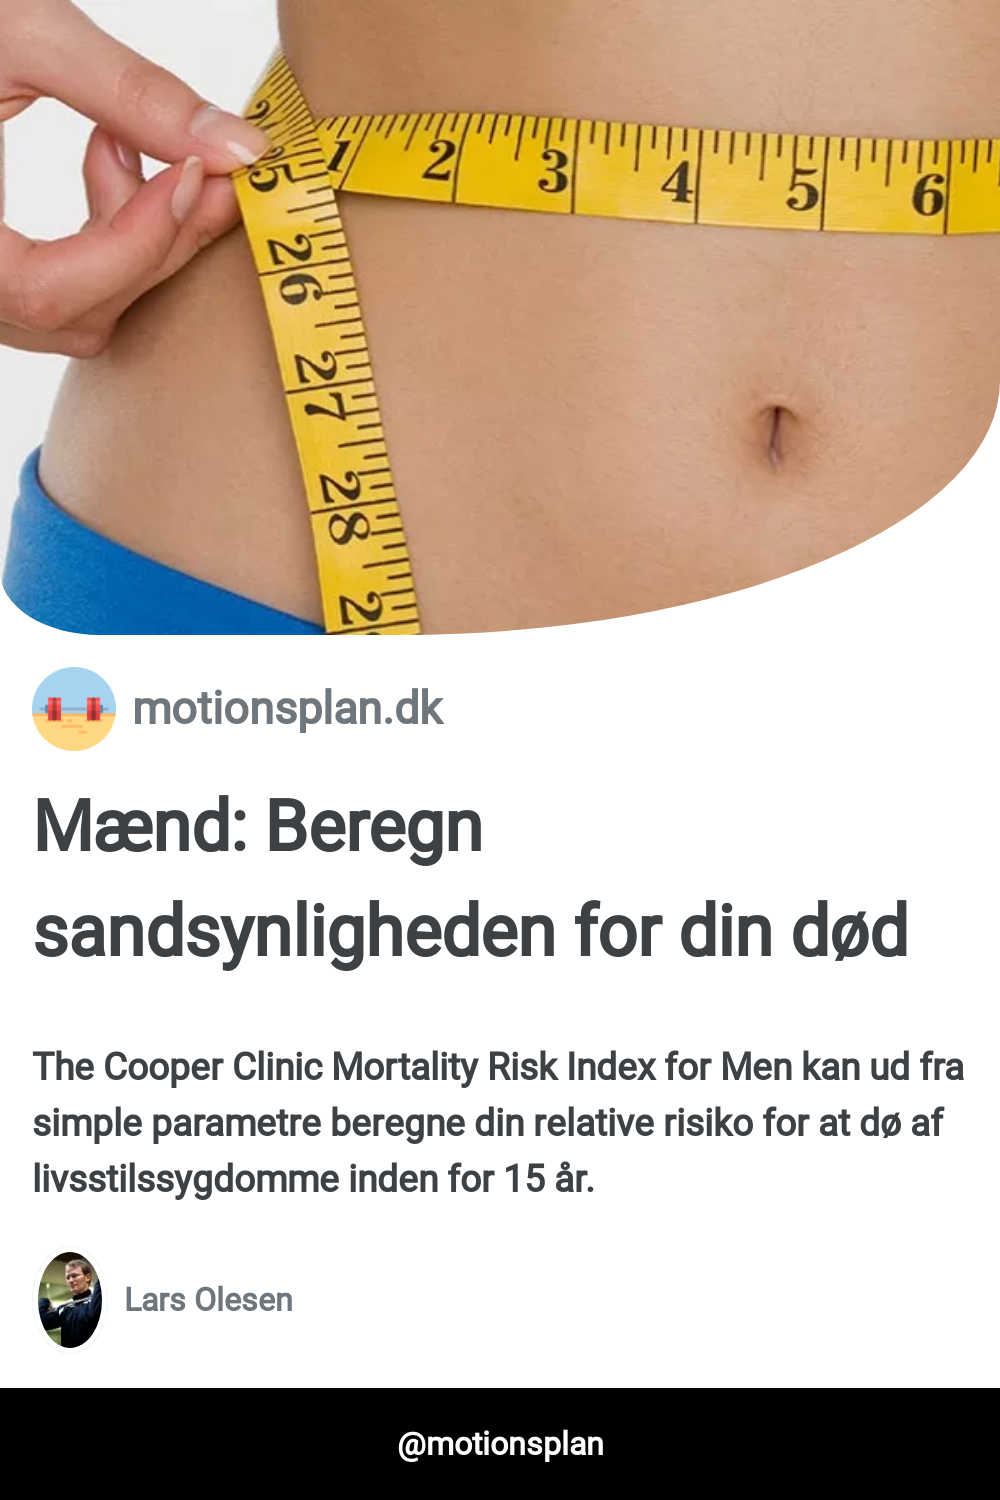 1 2 3 4 5 6
25
26
27
28
motionsplan.dk
Mænd: Beregn
sandsynligheden for din død
The Cooper Clinic Mortality Risk Index for Men kan ud fra
simple parametre beregne din relative risiko for at dø af
livsstilssygdomme inden for 15 år.
Lars Olesen
@motionsplan